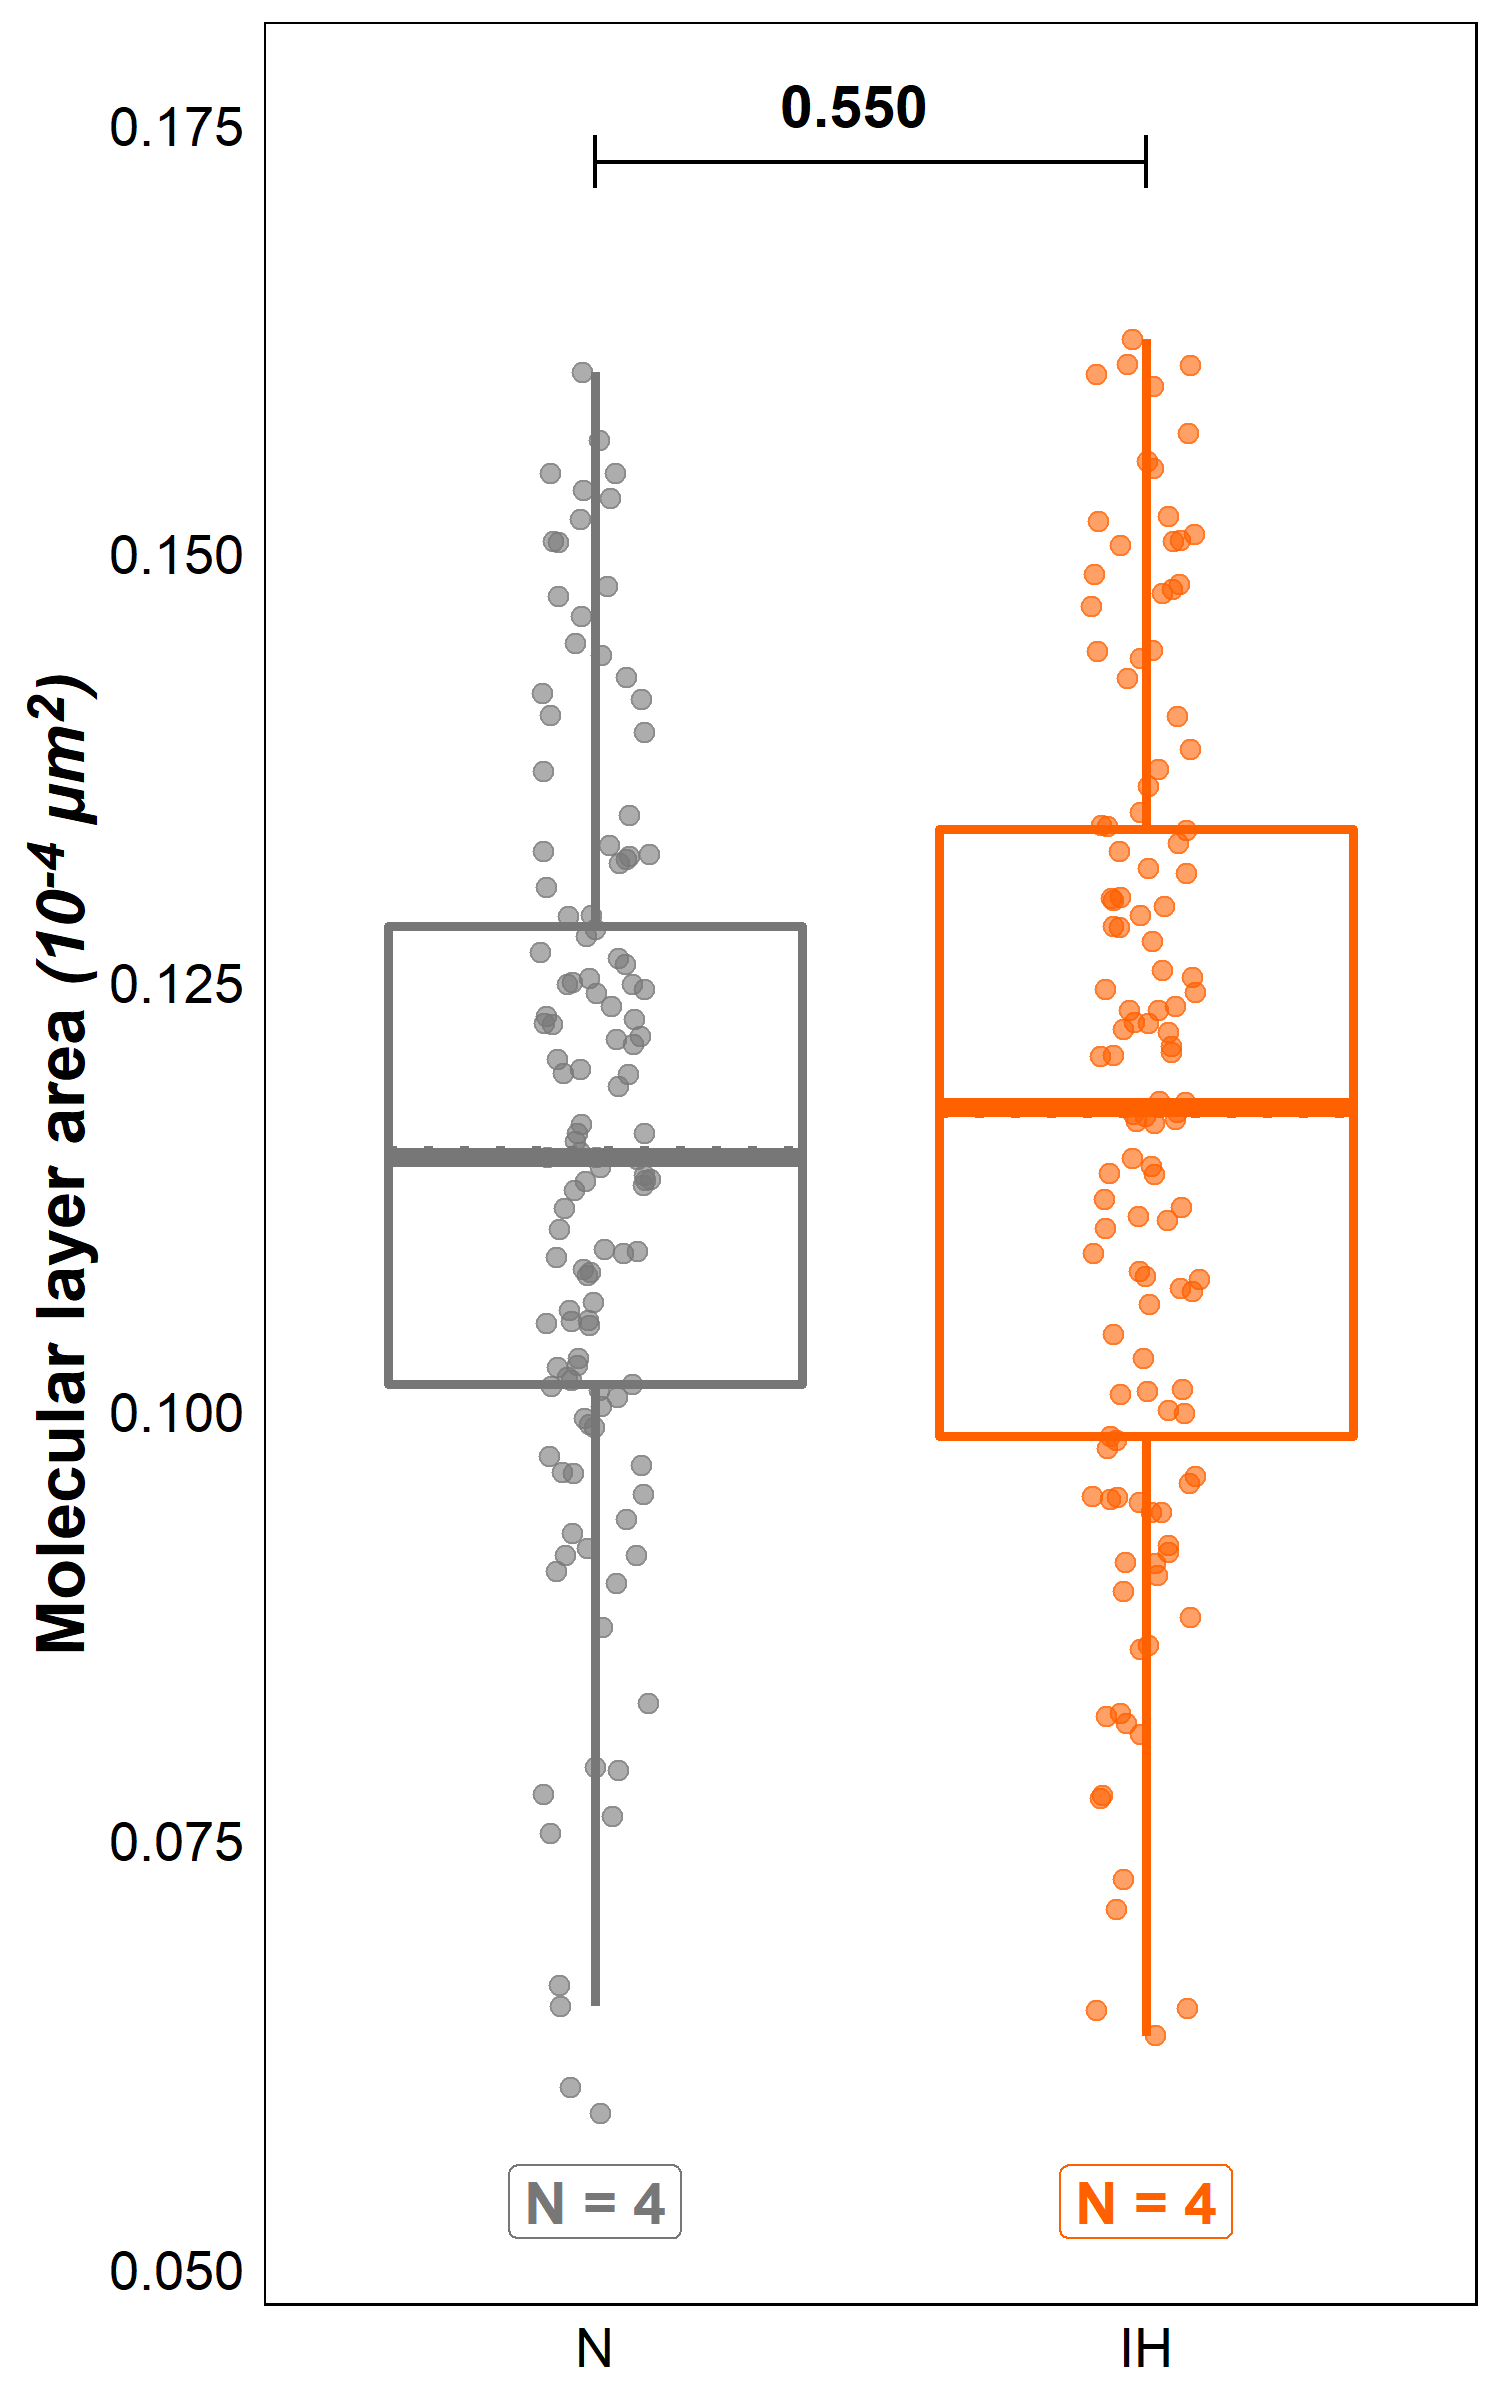 Molecular layer area (10⁻⁴ µm²)
0.175
0.150
0.125
0.100
0.075
0.050
0.550
N = 4
N = 4
N
IH